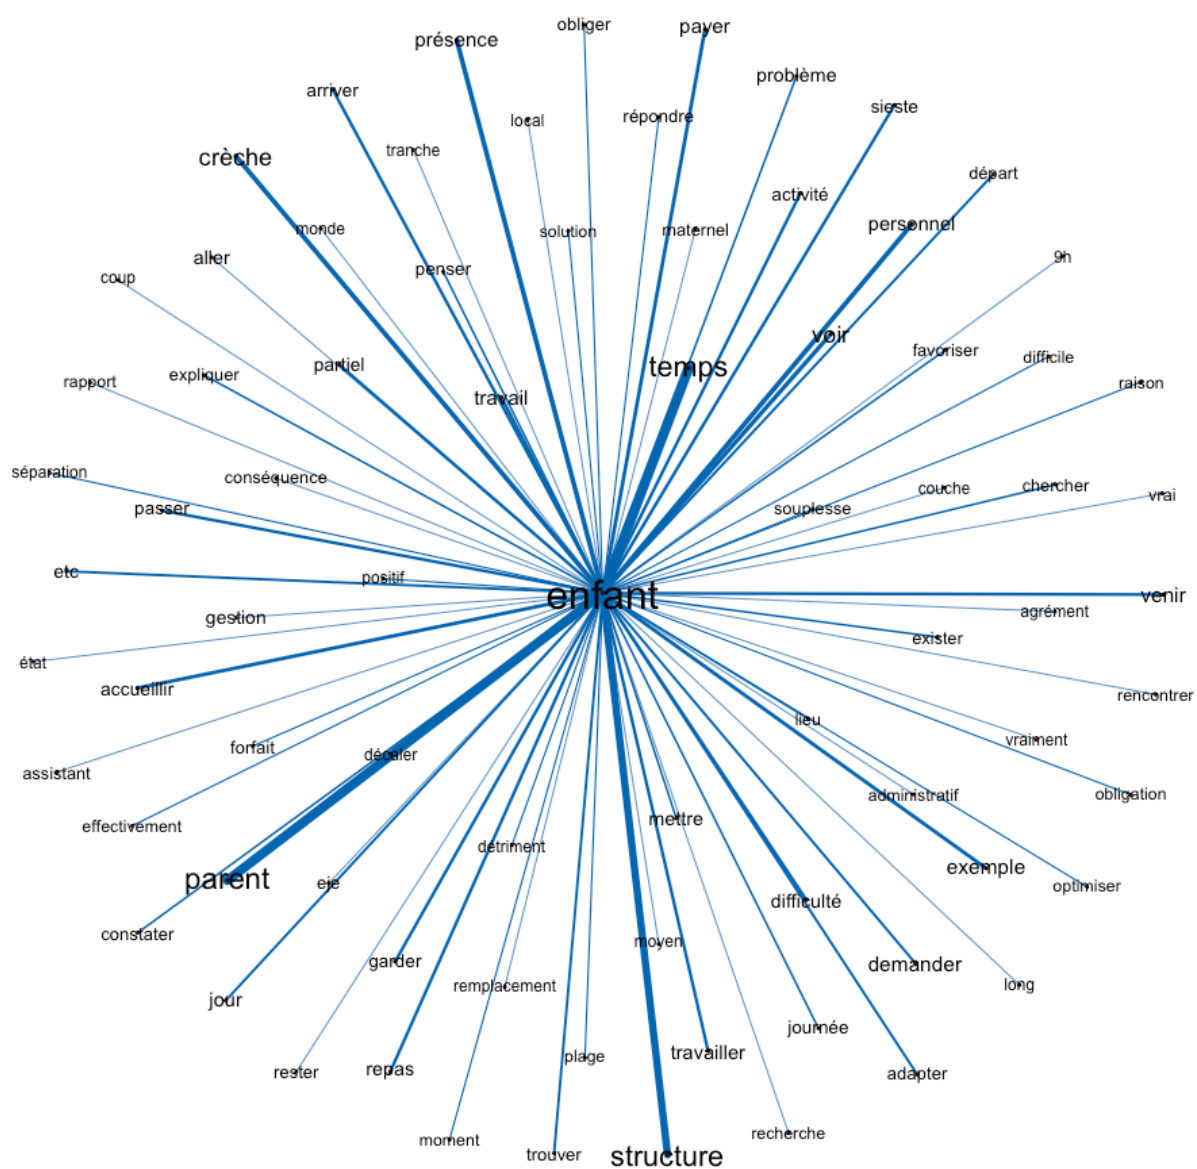 obliger
payer
présence
problème
arriver
sieste
répondre
local
tranche
crèche
départ
activité
personnel
monde
solution
maternel
aller
9h
penser
coup
voir
favoriser
difficile
partiel
temps
expliquer
rapport
raison
travail
séparation
conséquence
chercher
couche
vrai
passer
souplesse
etc
positif
enfant
venir
agrément
gestion
exister
état
accueillir
rencontrer
lieu
vraiment
forfait
décaler
assistant
obligation
administratif
mettre
effectivement
détriment
exemple
parent
eje
optimiser
difficulté
constater
moyen
garder
demander
long
remplacement
jour
journée
travailler
plage
repas
rester
adapter
recherche
moment
trouver
structure